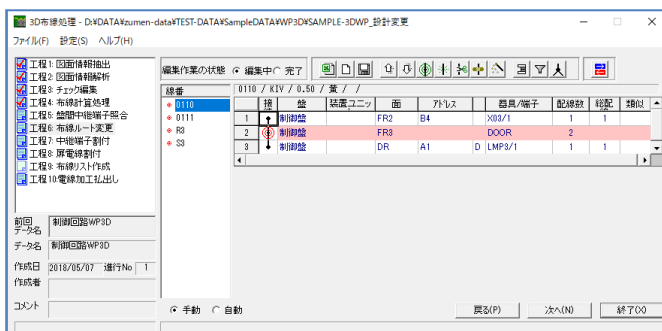 3D布線処理 - D:¥DATA¥zumen-data¥TEST-DATA¥SampleDATA¥WP3D¥SAMPLE-3DWP_設計変更
ファイル(F) 設定(S) ヘルプ(H)
工程1: 図面情報抽出
工程2: 図面情報解析
工程3: チェック編集
工程4: 布線計算処理
工程5: 盤間中継端子照合
工程6: 布線ルート変更
工程7: 中継端子割付
工程8: 扉電線割付
工程9: 布線リスト作成
工程10:電線加工払出し
前回データ名 制御回路WP3D
データ名 制御回路WP3D
作成日 2018/05/07 進行No 1
作成者
コメント
編集作業の状態 編集中 完了
線番
0110
0111
R3
S3
0110 / KIV / 0.50 / 黄 / /
接 盤 装置ユニッ 面 アドレス 器具/端子 配線数 総配 類似
1 制御盤 FR2 B4 X03/1 1 1
2 制御盤 FR3 DOOR 2
3 制御盤 DR A1 D LMP3/1 1 1
手動 自動
戻る(P) 次へ(N) 終了(X)